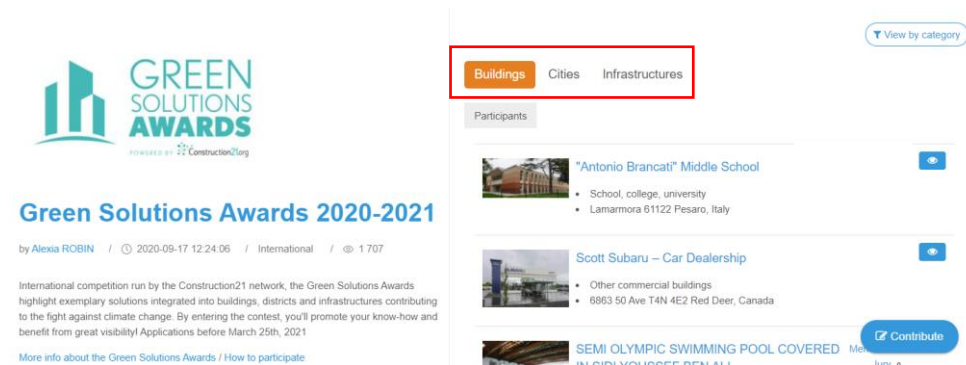 GREEN
SOLUTIONS
AWARDS
POWERED BY Construction21.org
Green Solutions Awards 2020-2021
by Alexia ROBIN / 2020-09-17 12:24:06 / International / 1 707
International competition run by the Construction21 network, the Green Solutions Awards
highlight exemplary solutions integrated into buildings, districts and infrastructures contributing
to the fight against climate change. By entering the contest, you'll promote your know-how and
benefit from great visibility! Applications before March 25th, 2021
More info about the Green Solutions Awards / How to participate
View by category
Buildings Cities Infrastructures
Participants
"Antonio Brancati" Middle School
• School, college, university
• Lamarmora 61122 Pesaro, Italy
Scott Subaru – Car Dealership
• Other commercial buildings
• 6863 50 Ave T4N 4E2 Red Deer, Canada
Contribute
SEMI OLYMPIC SWIMMING POOL COVERED
IN SIDI YOUSSEF BEN ALI